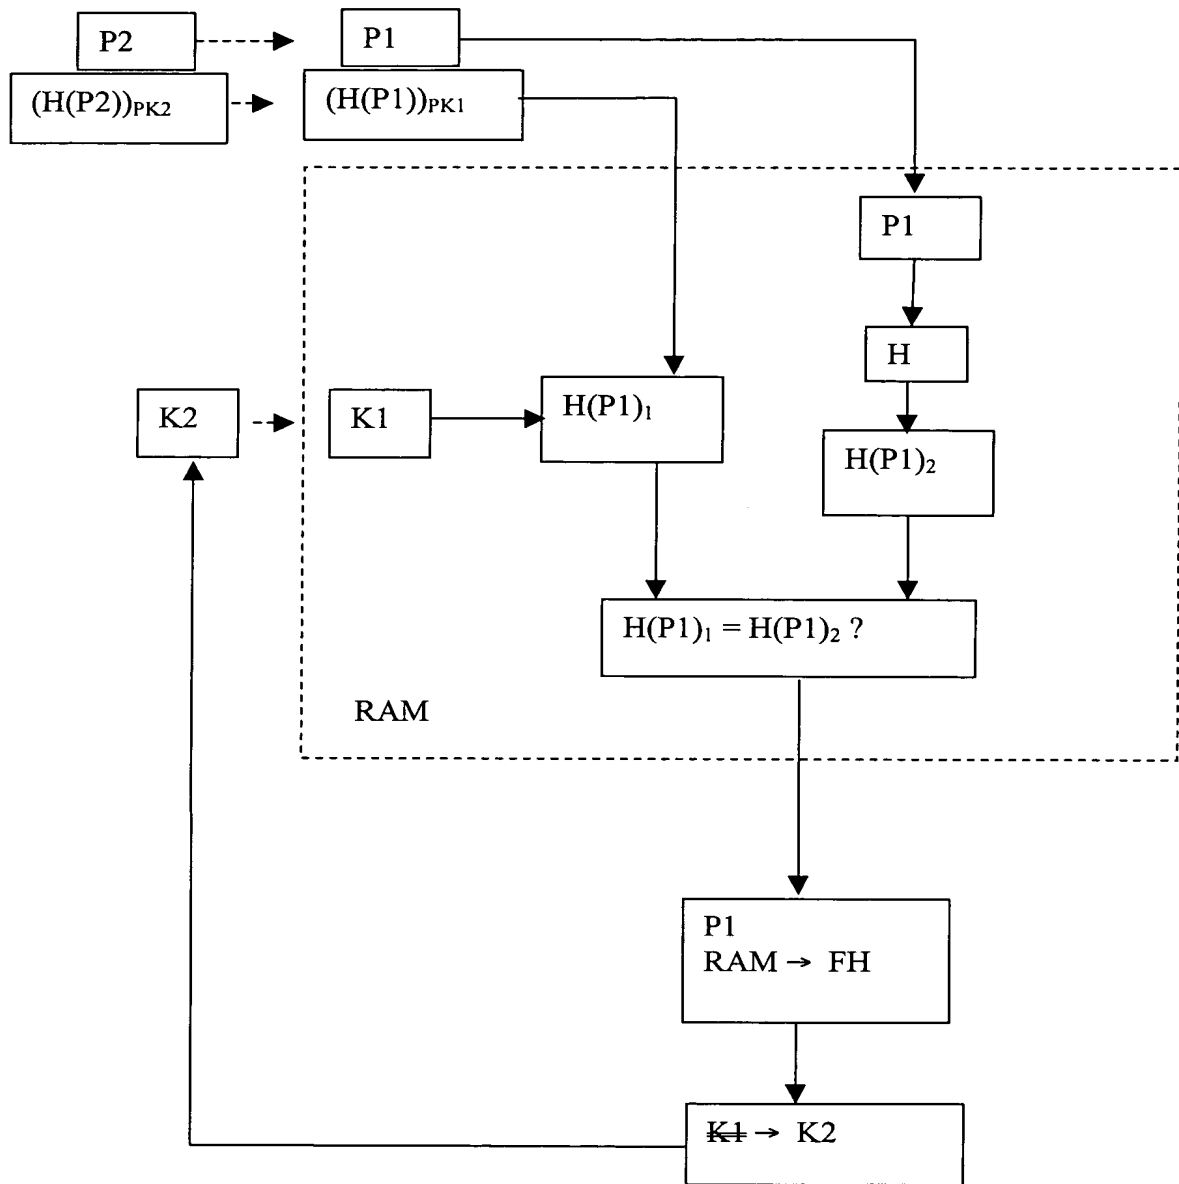 P2
P1
(H(P2))PK2
(H(P1))PK1
P1
H
K2
K1
H(P1)₁
H(P1)₂
H(P1)₁ = H(P1)₂ ?
RAM
P1
RAM → FH
K1 → K2